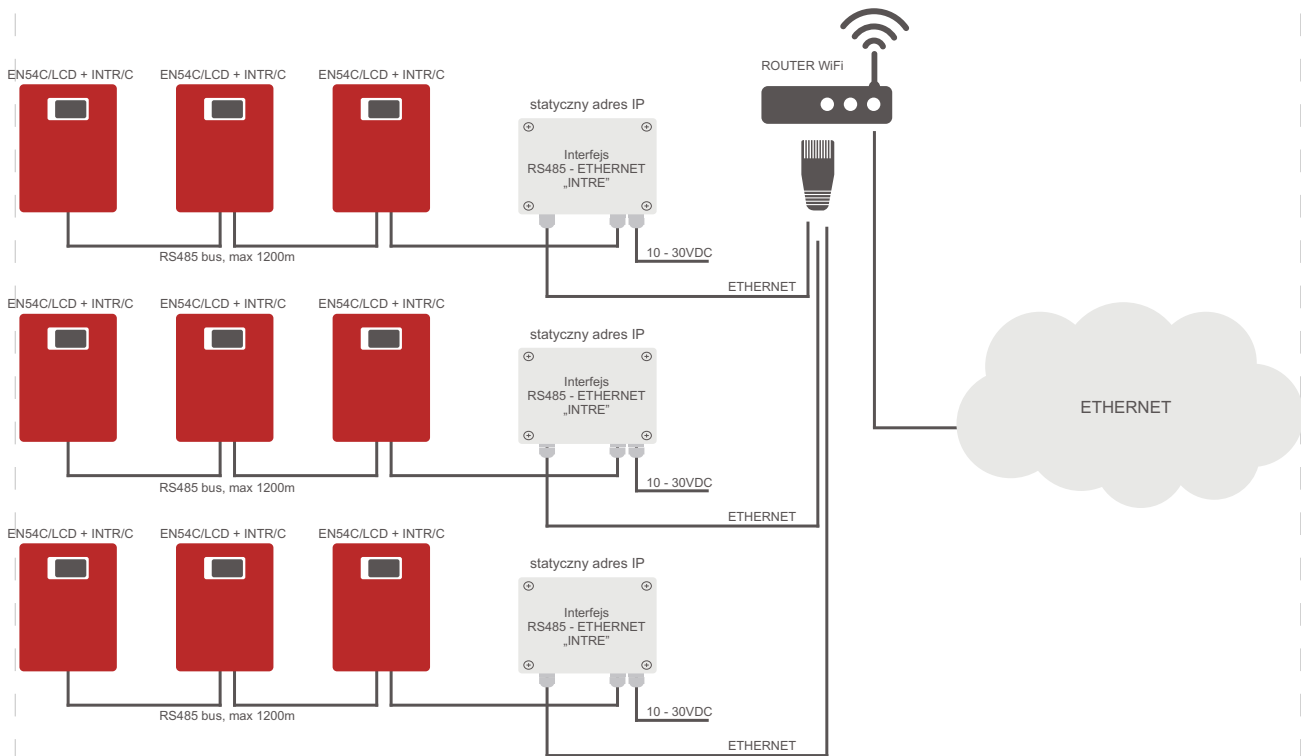 EN54C/LCD + INTR/C
EN54C/LCD + INTR/C
EN54C/LCD + INTR/C
statyczny adres IP
Interfejs
RS485 - ETHERNET
„INTRE”
RS485 bus, max 1200m
10 - 30VDC
ETHERNET
ROUTER WiFi
EN54C/LCD + INTR/C
EN54C/LCD + INTR/C
EN54C/LCD + INTR/C
statyczny adres IP
Interfejs
RS485 - ETHERNET
„INTRE”
RS485 bus, max 1200m
10 - 30VDC
ETHERNET
ETHERNET
EN54C/LCD + INTR/C
EN54C/LCD + INTR/C
EN54C/LCD + INTR/C
statyczny adres IP
Interfejs
RS485 - ETHERNET
„INTRE”
RS485 bus, max 1200m
10 - 30VDC
ETHERNET